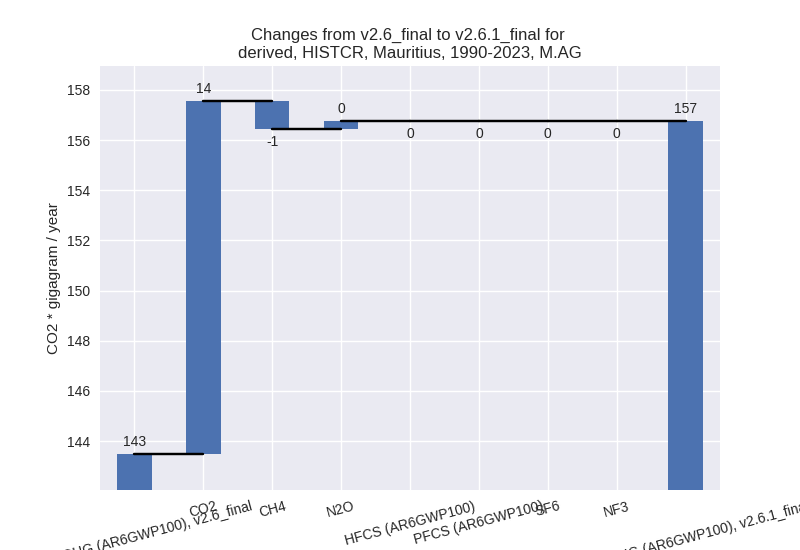 Changes from v2.6_final to v2.6.1_final for
derived, HISTCR, Mauritius, 1990-2023, M.AG
158
156
154
152
150
148
146
144
CO2 * gigagram / year
143
14
-1
0
0
0
0
0
157
(AR6GWP100), v2.6_final
CO2
CH4
N2O
HFCS (AR6GWP100)
PFCS (AR6GWP100)
SF6
NF3
(AR6GWP100), v2.6.1_fina